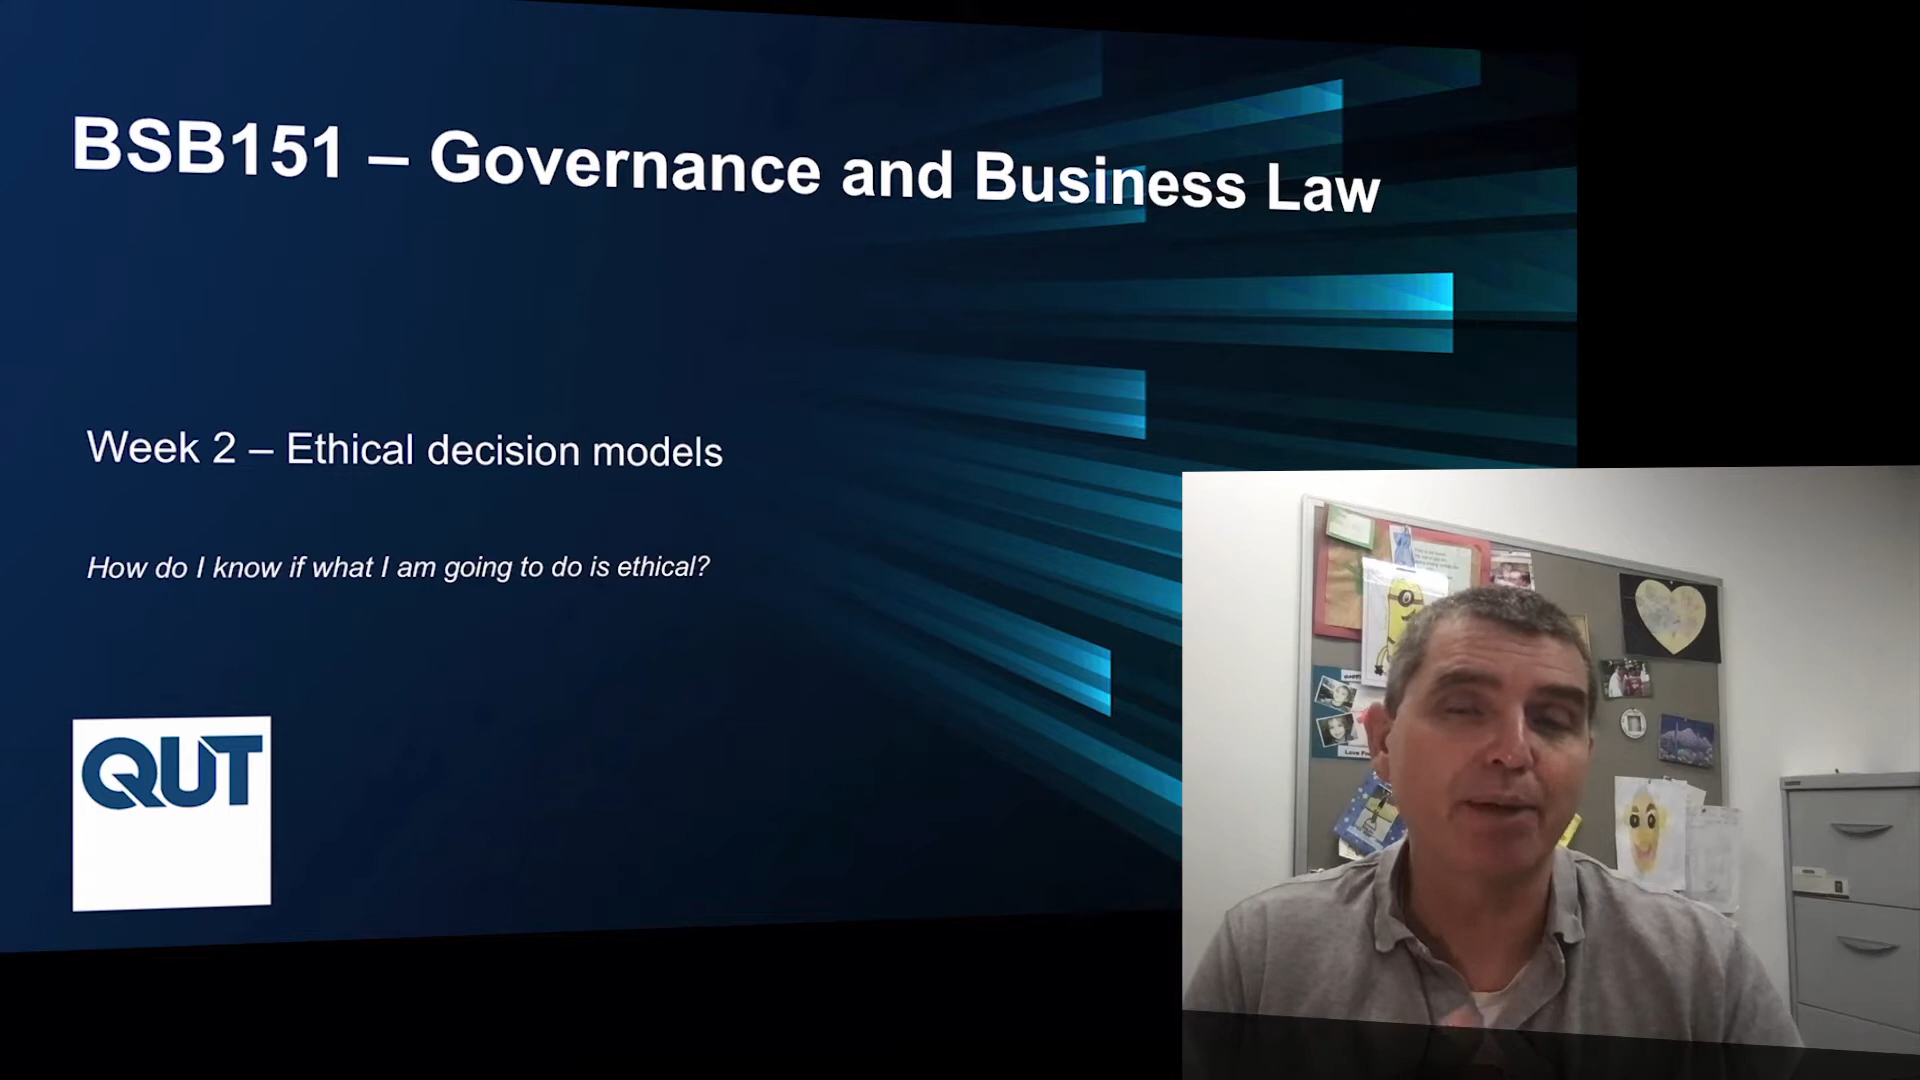 BSB151 – Governance and Business Law
Week 2 – Ethical decision models
How do I know if what I am going to do is ethical?
QUT